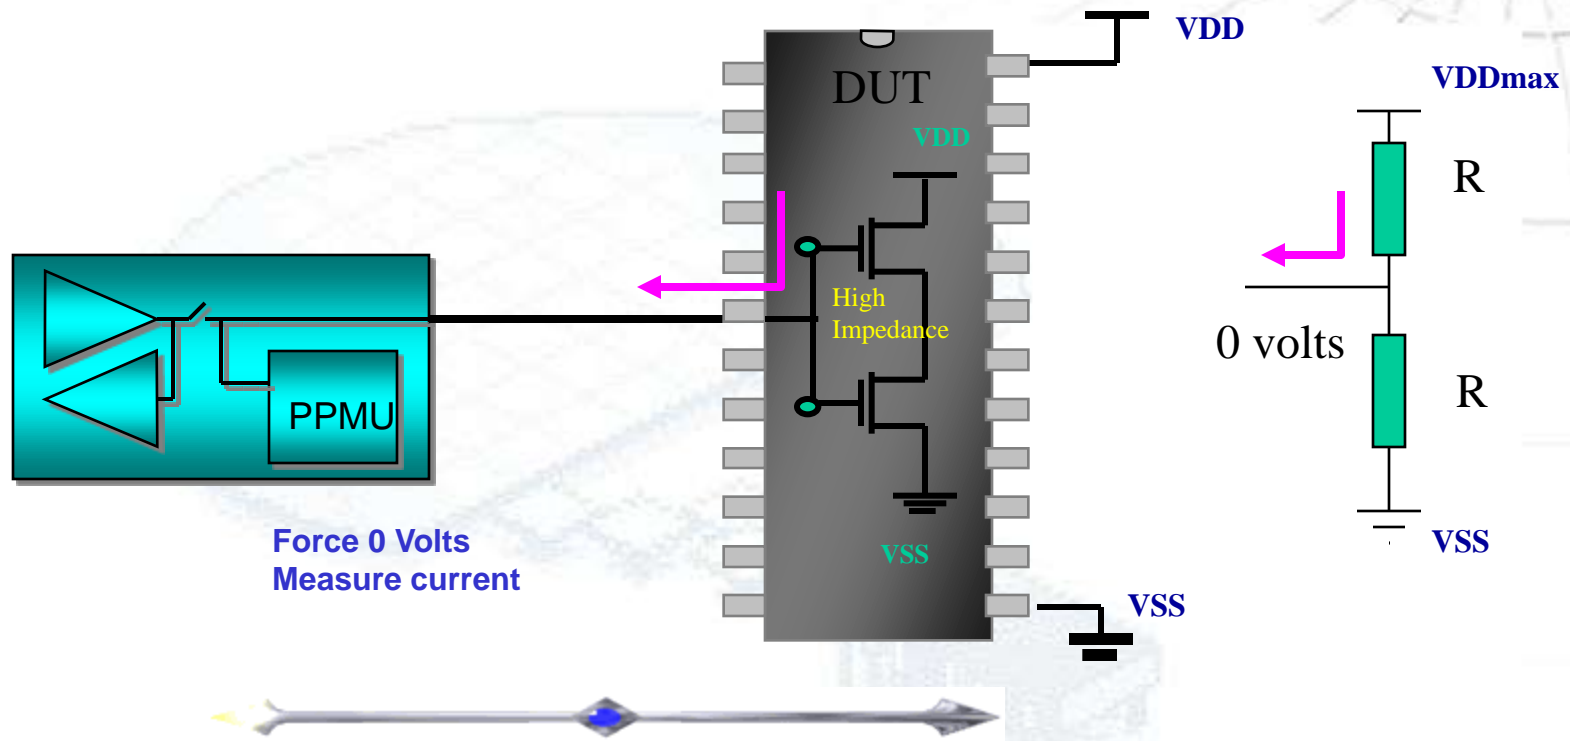 VDD
DUT
VDD
VDDmax
R
High
Impedance
0 volts
PPMU
R
Force 0 Volts
Measure current
VSS
VSS
VSS